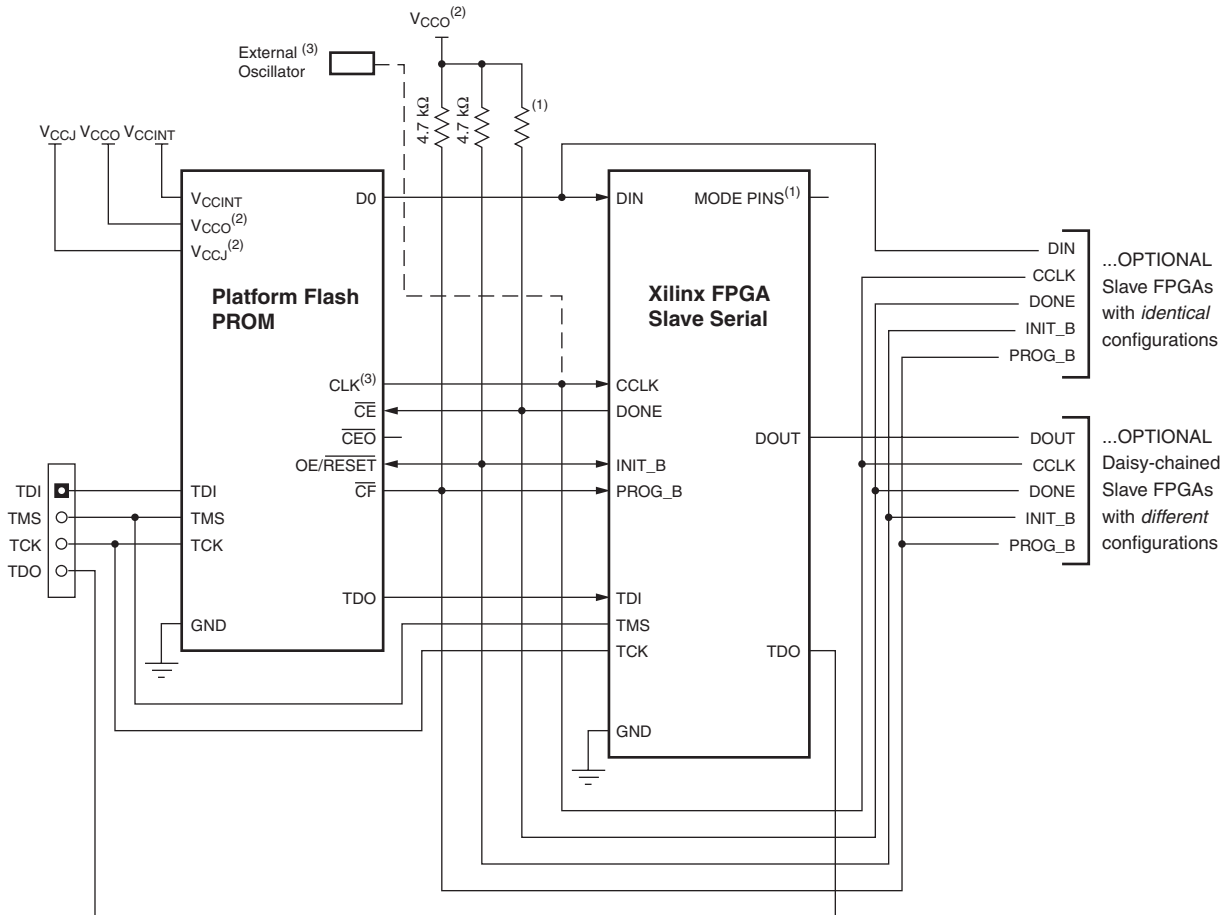 VCCO(2)
External (3)
Oscillator
4.7 kΩ
4.7 kΩ
(1)
VCCJ VCCO VCCINT
VCCINT
VCCO(2)
VCCJ(2)
D0
Platform Flash
PROM
CLK(3)
CE
CEO
OE/RESET
CF
TDI
TMS
TCK
TDO
TDI
TMS
TCK
TDO
GND
DIN
MODE PINS(1)
Xilinx FPGA
Slave Serial
CCLK
DONE
DOUT
INIT_B
PROG_B
TDI
TMS
TCK
TDO
GND
DIN
CCLK
DONE
INIT_B
PROG_B
...OPTIONAL
Slave FPGAs
with identical
configurations
DOUT
CCLK
DONE
INIT_B
PROG_B
...OPTIONAL
Daisy-chained
Slave FPGAs
with different
configurations